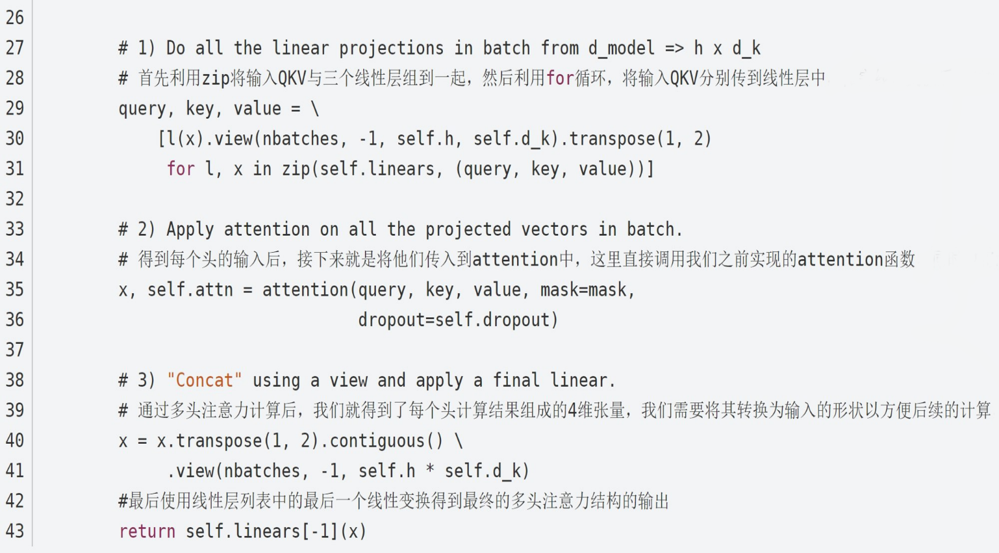 26
27 # 1) Do all the linear projections in batch from d_model => h x d_k
28 # 首先利用zip将输入QKV与三个线性层组到一起，然后利用for循环，将输入QKV分别传到线性层中
29 query, key, value = \
30 [l(x).view(nbatches, -1, self.h, self.d_k).transpose(1, 2)
31 for l, x in zip(self.linears, (query, key, value))]
32
33 # 2) Apply attention on all the projected vectors in batch.
34 # 得到每个头的输入后，接下来就是将他们传入到attention中，这里直接调用我们之前实现的attention函数
35 x, self.attn = attention(query, key, value, mask=mask,
36 dropout=self.dropout)
37
38 # 3) "Concat" using a view and apply a final linear.
39 # 通过多头注意力计算后，我们就得到了每个头计算结果组成的4维张量，我们需要将其转换为输入的形状以方便后续的计算
40 x = x.transpose(1, 2).contiguous() \
41 .view(nbatches, -1, self.h * self.d_k)
42 #最后使用线性层列表中的最后一个线性变换得到最终的多头注意力结构的输出
43 return self.linears[-1](x)